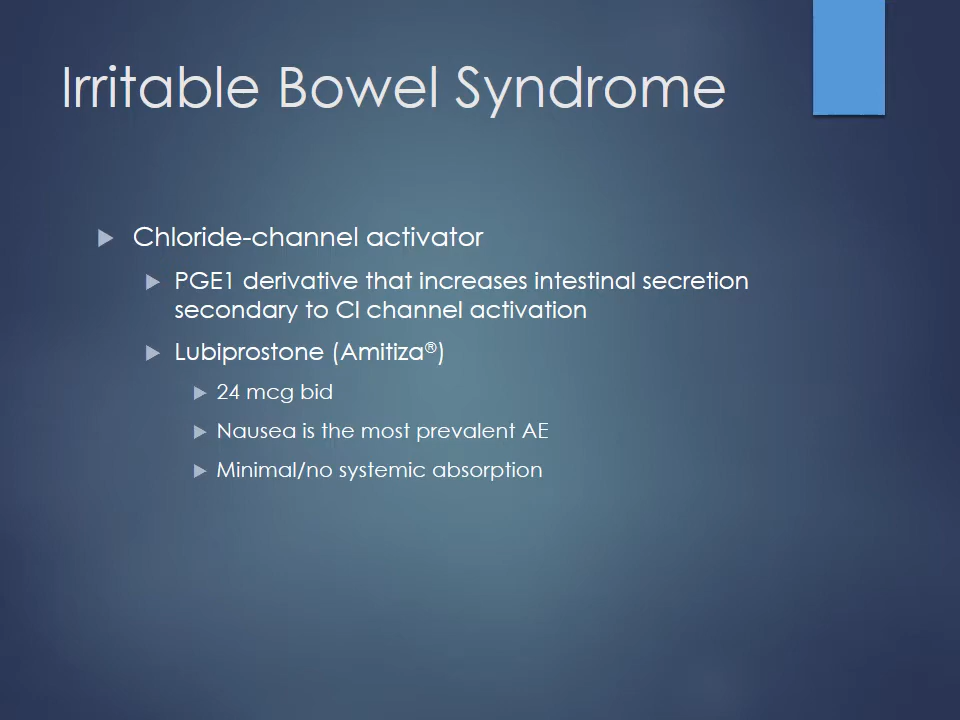 Irritable Bowel Syndrome
Chloride-channel activator
PGE1 derivative that increases intestinal secretion
secondary to Cl channel activation
Lubiprostone (Amitiza®)
24 mcg bid
Nausea is the most prevalent AE
Minimal/no systemic absorption